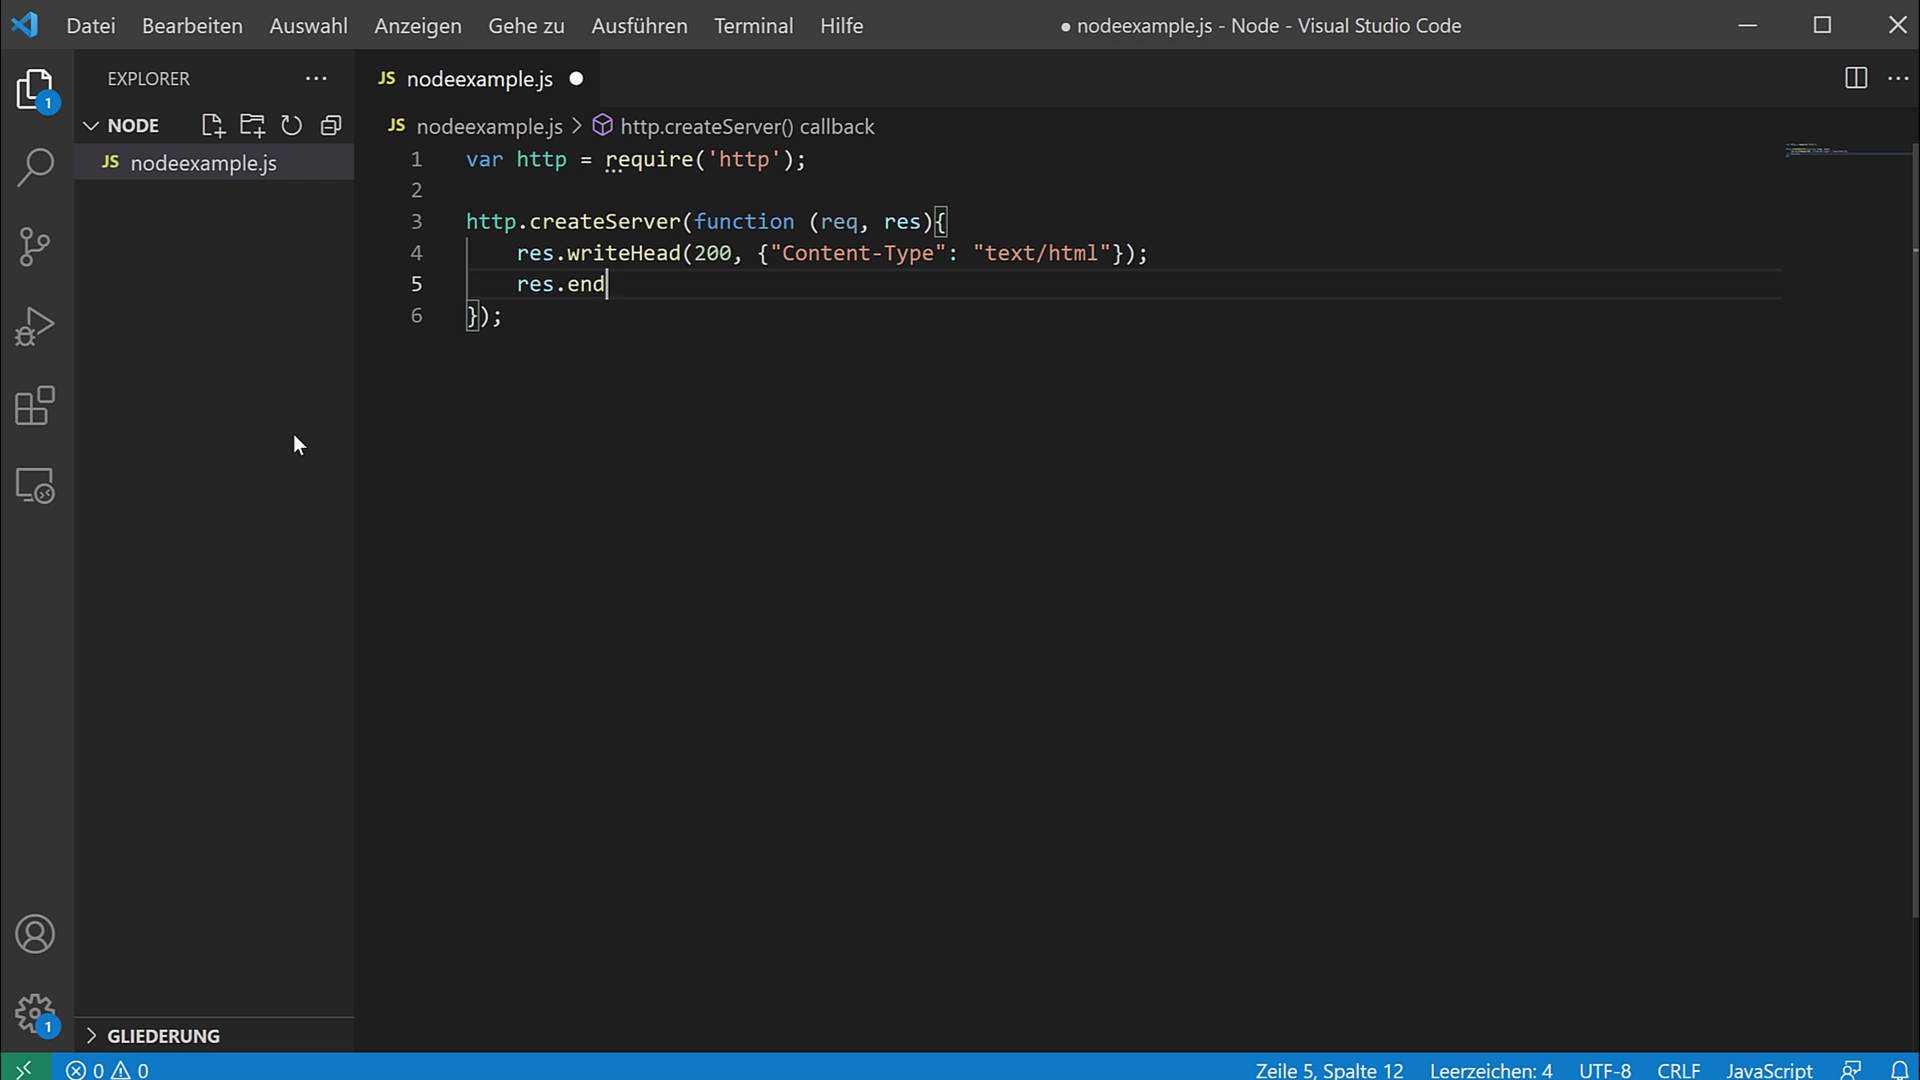 Datei Bearbeiten Auswahl Anzeigen Gehe zu Ausführen Terminal Hilfe ● nodeexample.js - Node - Visual Studio Code
EXPLORER ···
JS nodeexample.js ●
1
NODE
JS nodeexample.js > http.createServer() callback
JS nodeexample.js
1 var http = require('http');
2
3 http.createServer(function (req, res){
4 res.writeHead(200, {"Content-Type": "text/html"});
5 res.end
6 });
1
GLIEDERUNG
0 0 Zeile 5, Spalte 12 Leerzeichen: 4 UTF-8 CRLF JavaScript